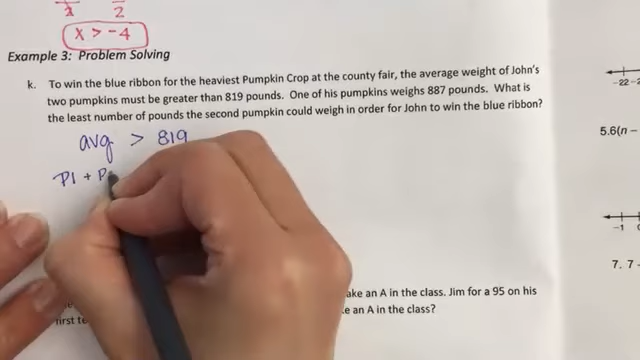 2
x > -4
Example 3: Problem Solving
k. To win the blue ribbon for the heaviest Pumpkin Crop at the county fair, the average weight of John's
two pumpkins must be greater than 819 pounds. One of his pumpkins weighs 887 pounds. What is
the least number of pounds the second pumpkin could weigh in order for John to win the blue ribbon?
avg > 819
P1 + P
ake an A in the class. Jim for a 95 on his
first te
e an A in the class?
-22
5.6(n –
-1
7. 7